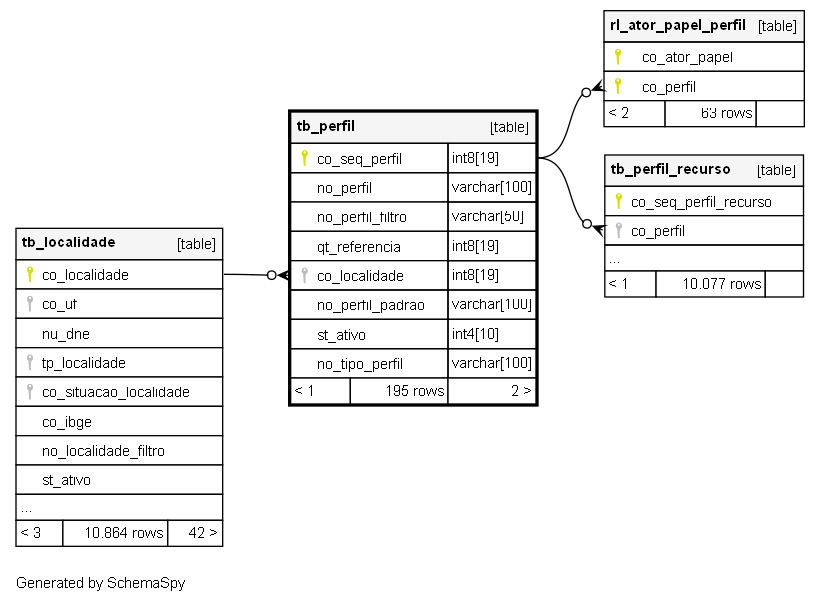 tb_localidade [table]
co_localidade
co_uf
nu_dne
tp_localidade
co_situacao_localidade
co_ibge
no_localidade_filtro
st_ativo
...
< 3 10.864 rows 42 >
tb_perfil [table]
co_seq_perfil int8[19]
no_perfil varchar[100]
no_perfil_filtro varchar[50]
qt_referencia int8[19]
co_localidade int8[19]
no_perfil_padrao varchar[100]
st_ativo int4[10]
no_tipo_perfil varchar[100]
< 1 195 rows 2 >
rl_ator_papel_perfil [table]
co_ator_papel
co_perfil
< 2 63 rows
tb_perfil_recurso [table]
co_seq_perfil_recurso
co_perfil
...
< 1 10.077 rows
Generated by SchemaSpy